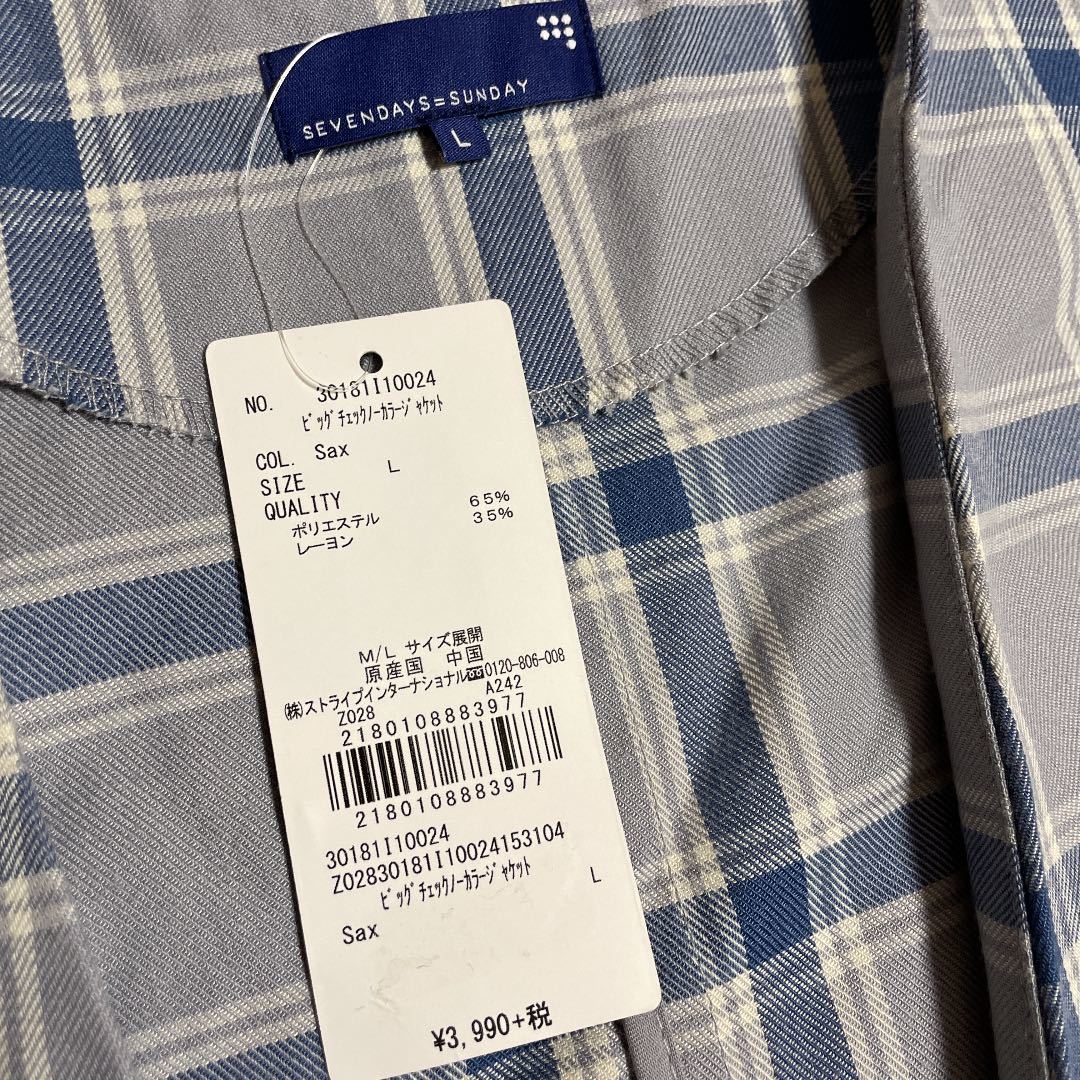 SEVENDAYS=SUNDAY
L
NO. 30181I10024
ﾋﾞｯｸﾞﾁｪｯｸﾉｰｶﾗｰｼﾞｬｹｯﾄ
COL. Sax
SIZE L
QUALITY
ポリエステル 65%
レーヨン 35%
M/L サイズ展開
原産国 中国
㈱ストライプインターナショナル☎0120-806-008
Z028 A242
2180108883977
2180108883977
30181I10024
Z02830181I10024153104
ﾋﾞｯｸﾞﾁｪｯｸﾉｰｶﾗｰｼﾞｬｹｯﾄ
Sax L
¥3,990+税